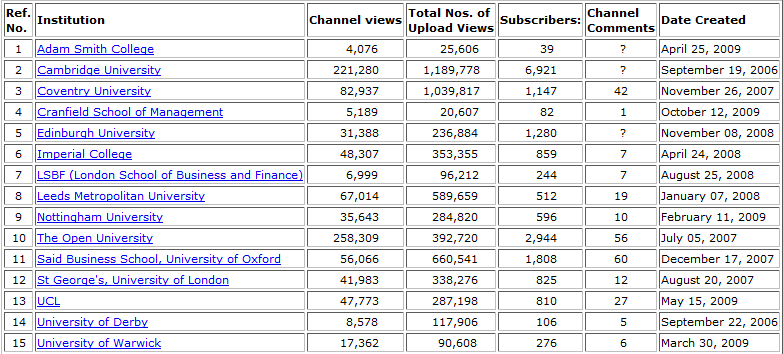 Ref. No. Institution Channel views Total Nos. of Upload Views Subscribers: Channel Comments Date Created
1 Adam Smith College 4,076 25,606 39 ? April 25, 2009
2 Cambridge University 221,280 1,189,778 6,921 ? September 19, 2006
3 Coventry University 82,937 1,039,817 1,147 42 November 26, 2007
4 Cranfield School of Management 5,189 20,607 82 1 October 12, 2009
5 Edinburgh University 31,388 236,884 1,280 ? November 08, 2008
6 Imperial College 48,307 353,355 859 7 April 24, 2008
7 LSBF (London School of Business and Finance) 6,999 96,212 244 7 August 25, 2008
8 Leeds Metropolitan University 67,014 589,659 512 19 January 07, 2008
9 Nottingham University 35,643 284,820 596 10 February 11, 2009
10 The Open University 258,309 392,720 2,944 56 July 05, 2007
11 Said Business School, University of Oxford 56,066 660,541 1,808 60 December 17, 2007
12 St George's, University of London 41,983 338,276 825 12 August 20, 2007
13 UCL 47,773 287,198 810 27 May 15, 2009
14 University of Derby 8,578 117,906 106 5 September 22, 2006
15 University of Warwick 17,362 90,608 276 6 March 30, 2009